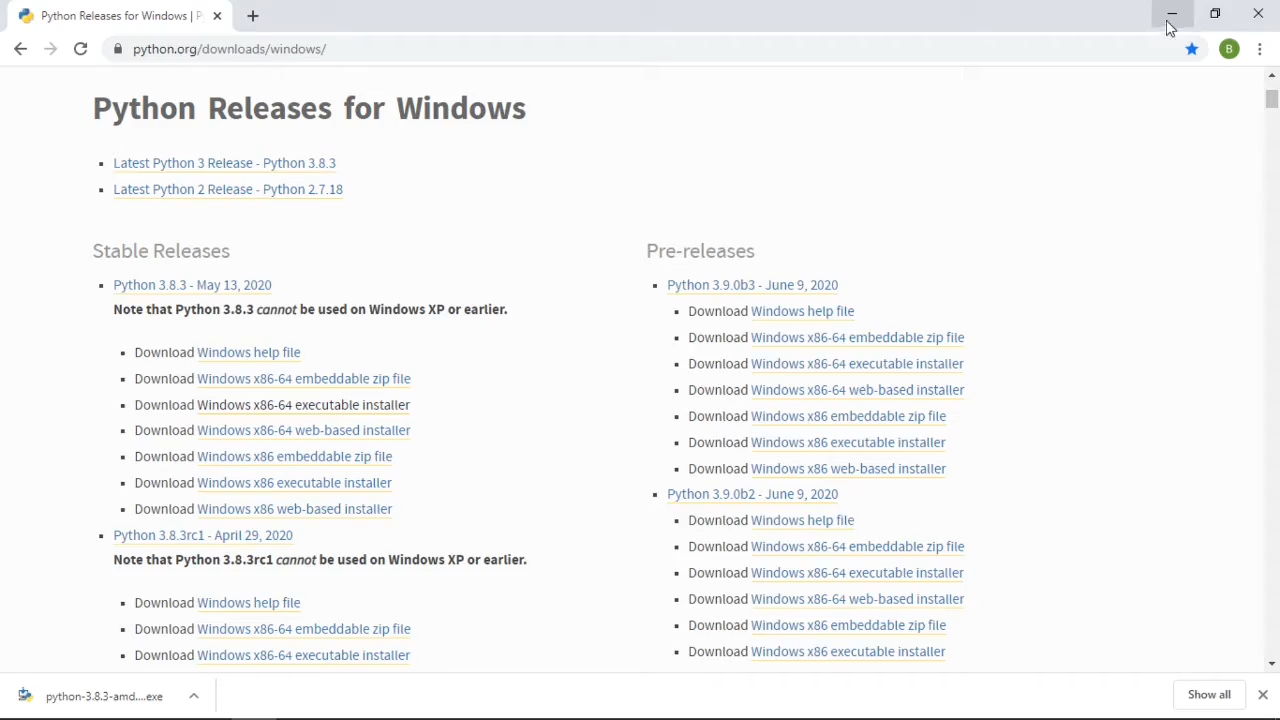 Python Releases for Windows | P
python.org/downloads/windows/
B
Python Releases for Windows
Latest Python 3 Release - Python 3.8.3
Latest Python 2 Release - Python 2.7.18
Stable Releases
Python 3.8.3 - May 13, 2020
Note that Python 3.8.3 cannot be used on Windows XP or earlier.
Download Windows help file
Download Windows x86-64 embeddable zip file
Download Windows x86-64 executable installer
Download Windows x86-64 web-based installer
Download Windows x86 embeddable zip file
Download Windows x86 executable installer
Download Windows x86 web-based installer
Python 3.8.3rc1 - April 29, 2020
Note that Python 3.8.3rc1 cannot be used on Windows XP or earlier.
Download Windows help file
Download Windows x86-64 embeddable zip file
Download Windows x86-64 executable installer
Pre-releases
Python 3.9.0b3 - June 9, 2020
Download Windows help file
Download Windows x86-64 embeddable zip file
Download Windows x86-64 executable installer
Download Windows x86-64 web-based installer
Download Windows x86 embeddable zip file
Download Windows x86 executable installer
Download Windows x86 web-based installer
Python 3.9.0b2 - June 9, 2020
Download Windows help file
Download Windows x86-64 embeddable zip file
Download Windows x86-64 executable installer
Download Windows x86-64 web-based installer
Download Windows x86 embeddable zip file
Download Windows x86 executable installer
python-3.8.3-amd....exe
Show all